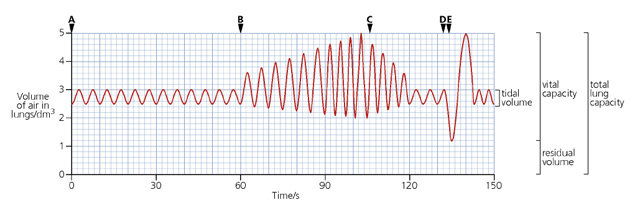 A B C D E
5
4
3
2
1
0
Volume
of air in
lungs/dm³
0 30 60 90 120 150
Time/s
tidal
volume
vital
capacity
residual
volume
total
lung
capacity